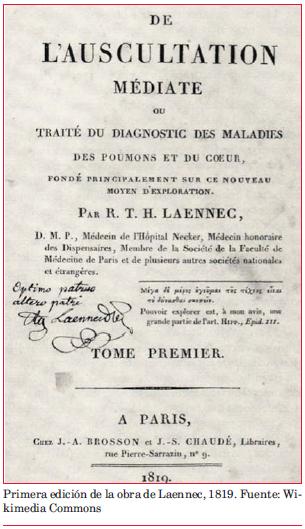 DE
L'AUSCULTATION
MÉDIATE
OU
TRAITÉ DU DIAGNOSTIC DES MALADIES
DES POUMONS ET DU CŒUR,
FONDÉ PRINCIPALEMENT SUR CE NOUVEAU
MOYEN D'EXPLORATION.
PAR R. T. H. LAENNEC,
D. M. P., Médecin de l'Hôpital Necker, Médecin honoraire
des Dispensaires, Membre de la Société de la Faculté de
Médecine de Paris et de plusieurs autres sociétés nationales
et étrangères.
Optimo patruo
altero patri
Laennec
Pouvoir explorer est, à mon avis, une
grande partie de l'art. HIPP., Epid. III.
TOME PREMIER.
A PARIS,
CHEZ J.-A. BROSSON et J.-S. CHAUDÉ, Libraires,
rue Pierre-Sarrazin, n° 9.
1819.
Primera edición de la obra de Laennec, 1819. Fuente: Wi-
kimedia Commons